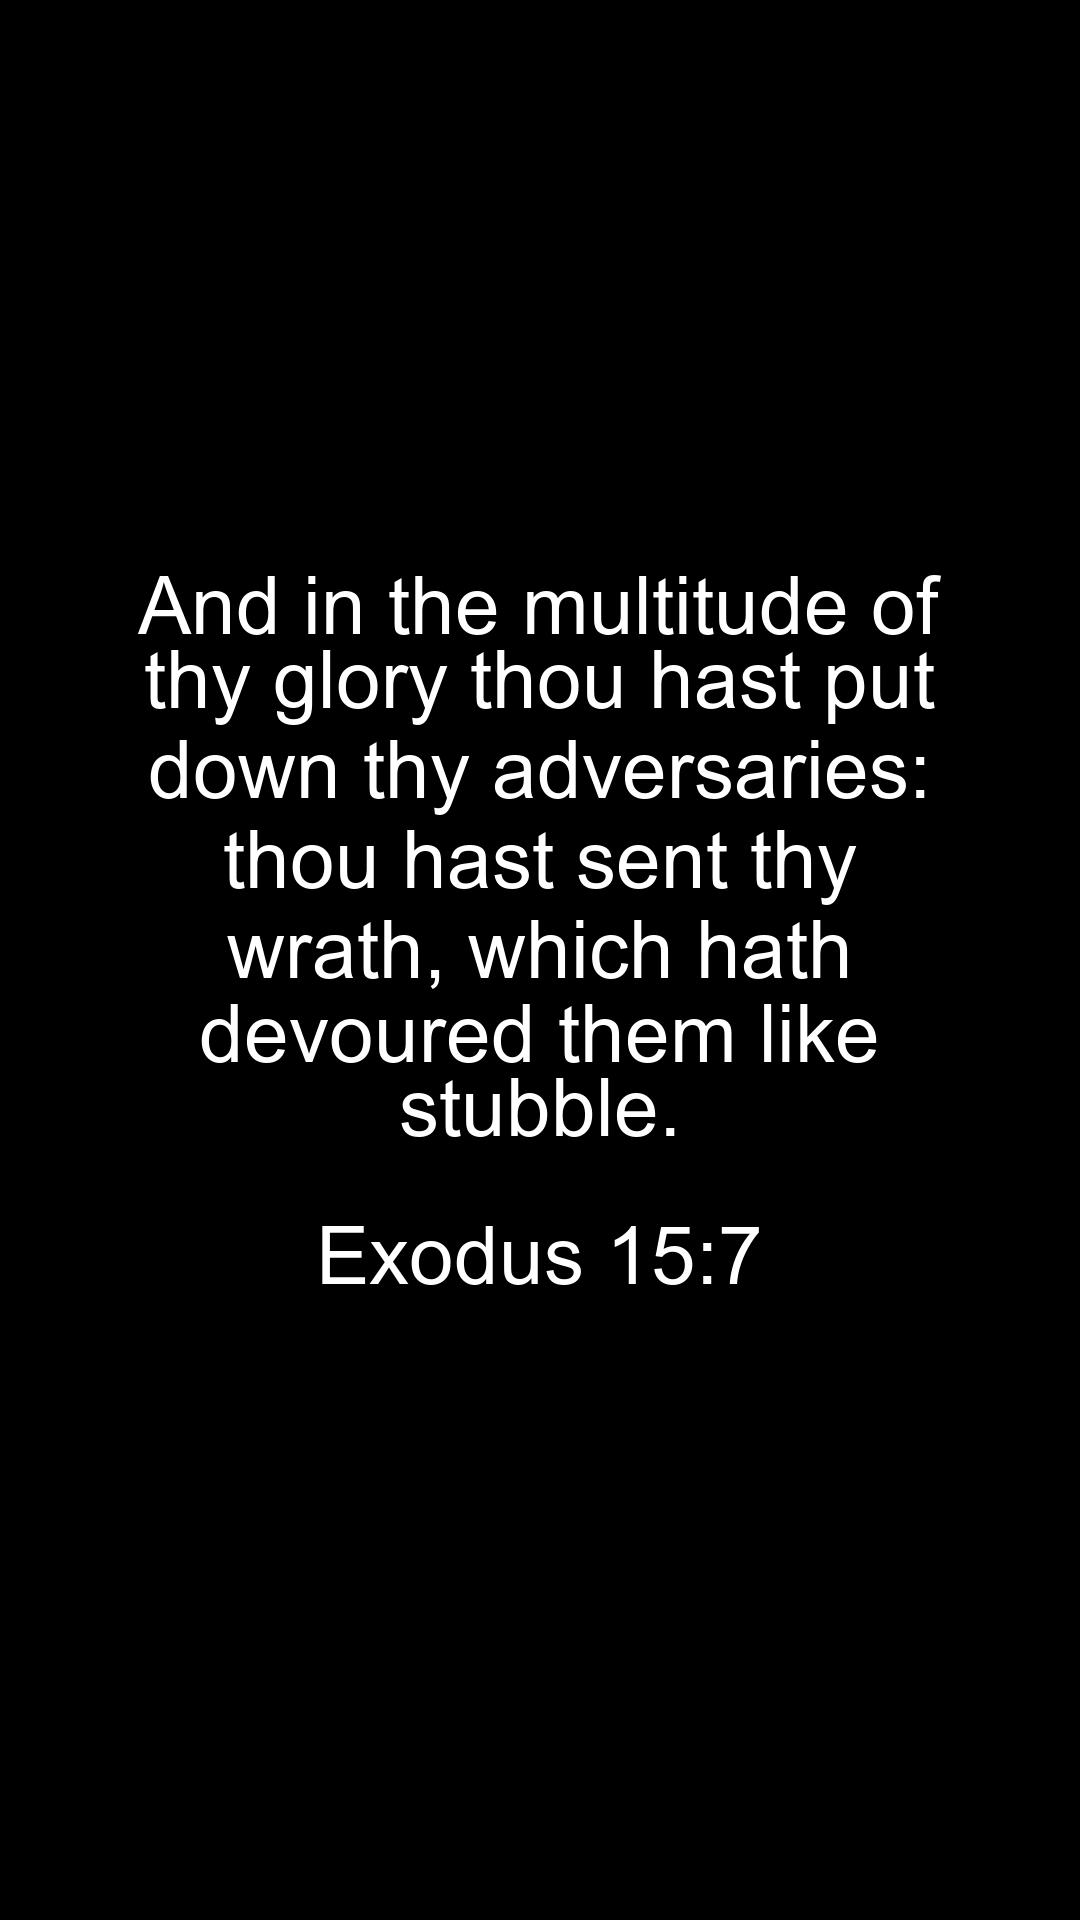 And in the multitude of
thy glory thou hast put
down thy adversaries:
thou hast sent thy
wrath, which hath
devoured them like
stubble.
Exodus 15:7